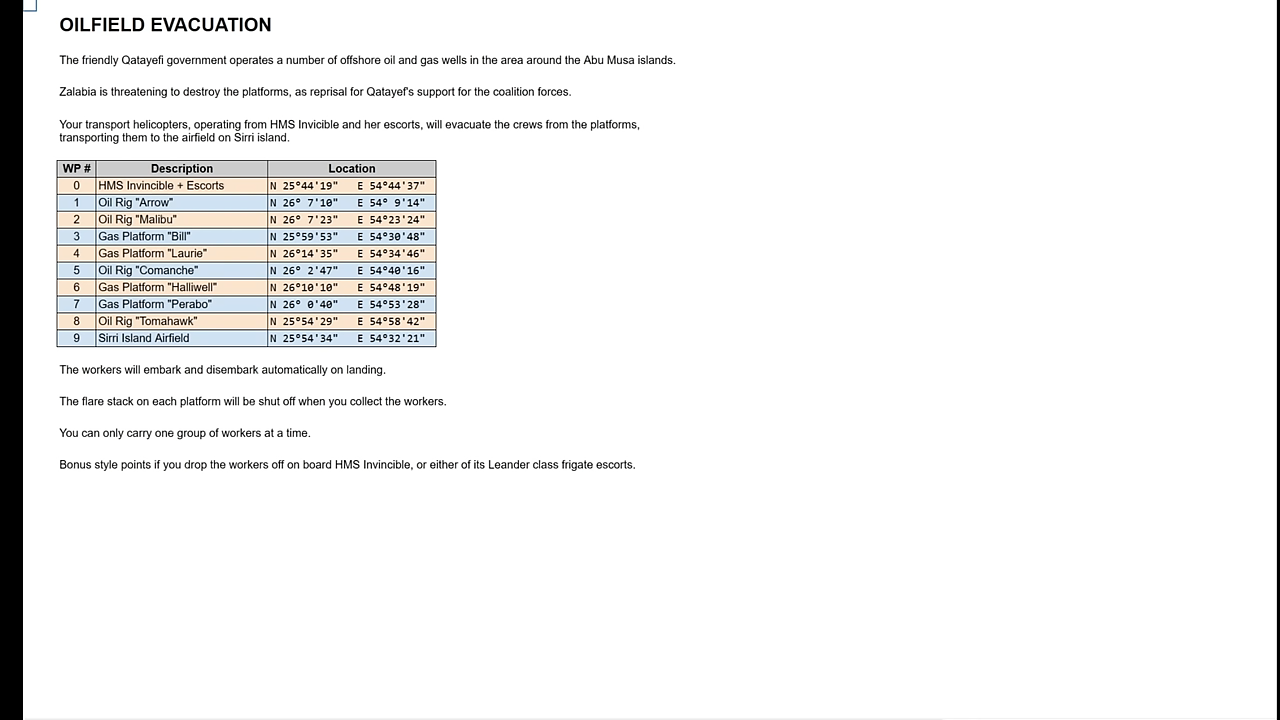 OILFIELD EVACUATION
The friendly Qatayefi government operates a number of offshore oil and gas wells in the area around the Abu Musa islands.
Zalabia is threatening to destroy the platforms, as reprisal for Qatayef's support for the coalition forces.
Your transport helicopters, operating from HMS Invicible and her escorts, will evacuate the crews from the platforms,
transporting them to the airfield on Sirri island.
WP # Description Location
0 HMS Invincible + Escorts N 25°44'19" E 54°44'37"
1 Oil Rig "Arrow" N 26° 7'10" E 54° 9'14"
2 Oil Rig "Malibu" N 26° 7'23" E 54°23'24"
3 Gas Platform "Bill" N 25°59'53" E 54°30'48"
4 Gas Platform "Laurie" N 26°14'35" E 54°34'46"
5 Oil Rig "Comanche" N 26° 2'47" E 54°40'16"
6 Gas Platform "Halliwell" N 26°10'10" E 54°48'19"
7 Gas Platform "Perabo" N 26° 0'40" E 54°53'28"
8 Oil Rig "Tomahawk" N 25°54'29" E 54°58'42"
9 Sirri Island Airfield N 25°54'34" E 54°32'21"
The workers will embark and disembark automatically on landing.
The flare stack on each platform will be shut off when you collect the workers.
You can only carry one group of workers at a time.
Bonus style points if you drop the workers off on board HMS Invincible, or either of its Leander class frigate escorts.